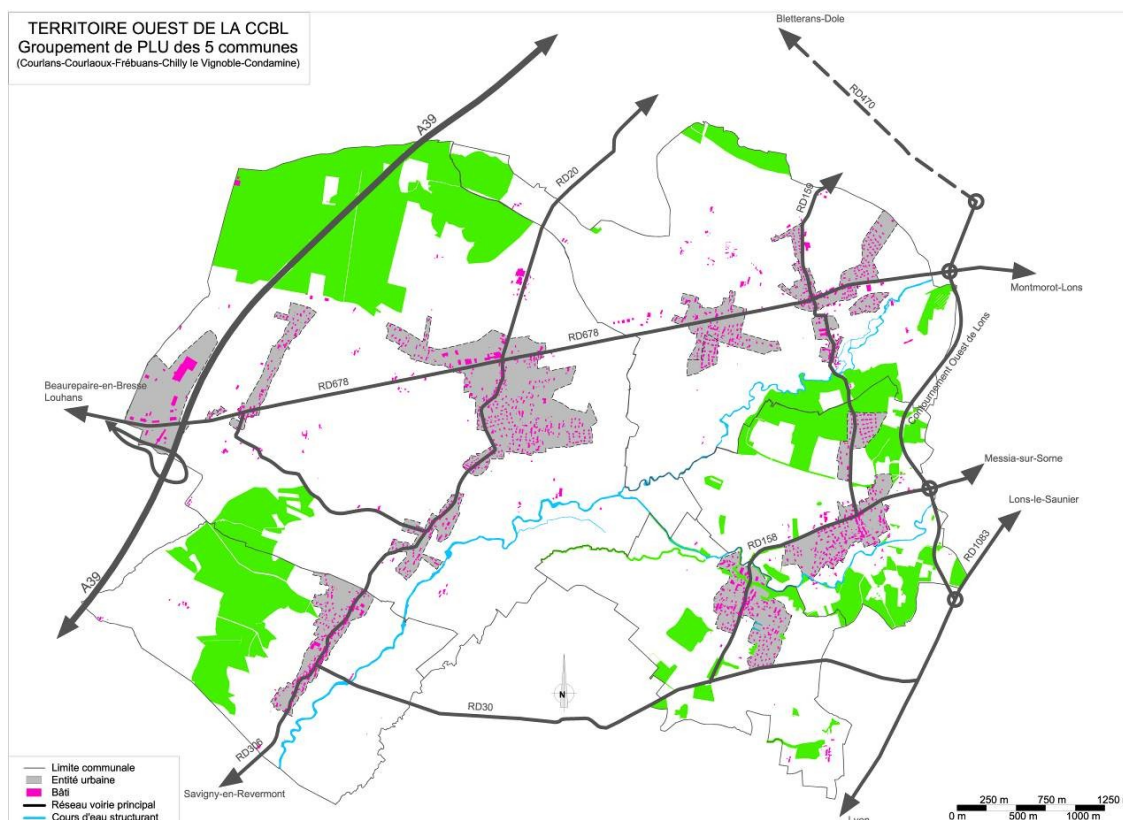 TERRITOIRE OUEST DE LA CCBL
Groupement de PLU des 5 communes
(Courlans-Courlaoux-Frébuans-Chilly le Vignoble-Condamine)
Bletterans-Dole
RD470
A39
RD20
RD159
Montmorot-Lons
RD678
Contournement Ouest de Lons
RD678
Beaurepaire-en-Bresse
Louhans
Messia-sur-Sorne
Lons-le-Saunier
RD158
RD1083
A39
N
RD30
RD306
Savigny-en-Revermont
Limite communale
Entité urbaine
Bâti
Réseau voirie principal
Cours d'eau structurant
250 m 750 m 1250 m
0 m 500 m 1000 m